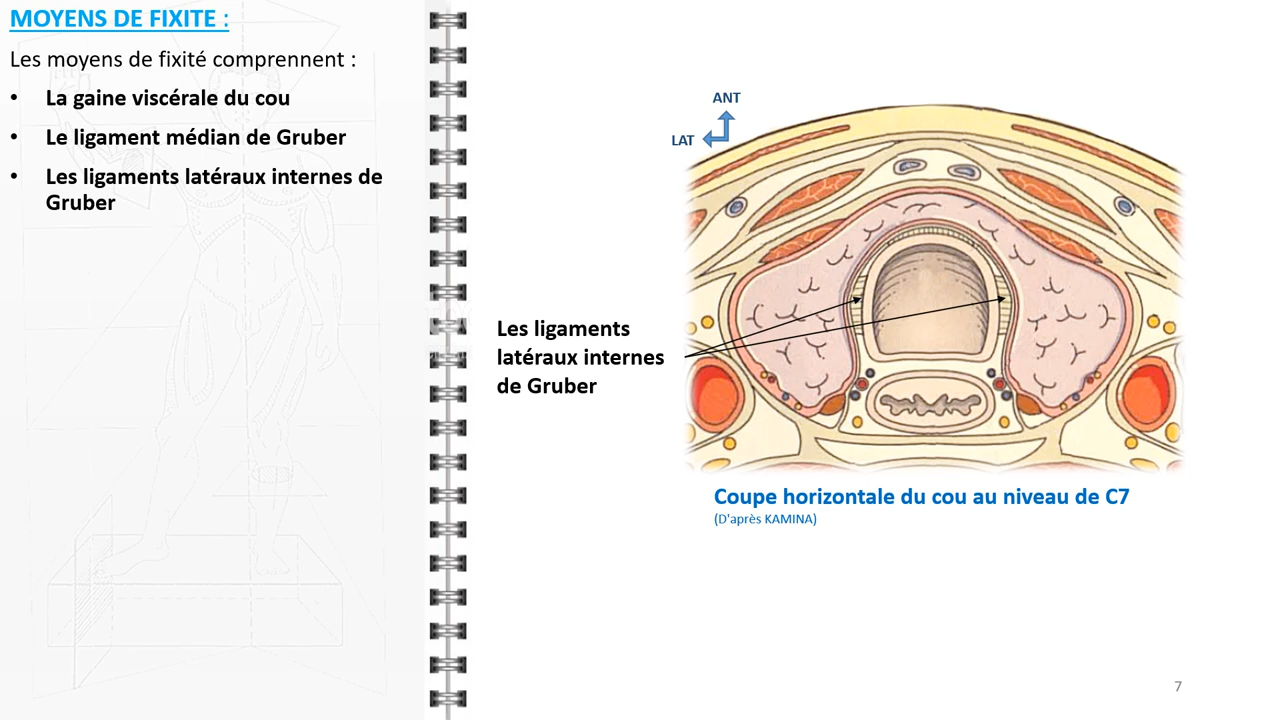 MOYENS DE FIXITE :
Les moyens de fixité comprennent :
• La gaine viscérale du cou
• Le ligament médian de Gruber
• Les ligaments latéraux internes de
Gruber
ANT
LAT
Les ligaments
latéraux internes
de Gruber
Coupe horizontale du cou au niveau de C7
(D'après KAMINA)
7